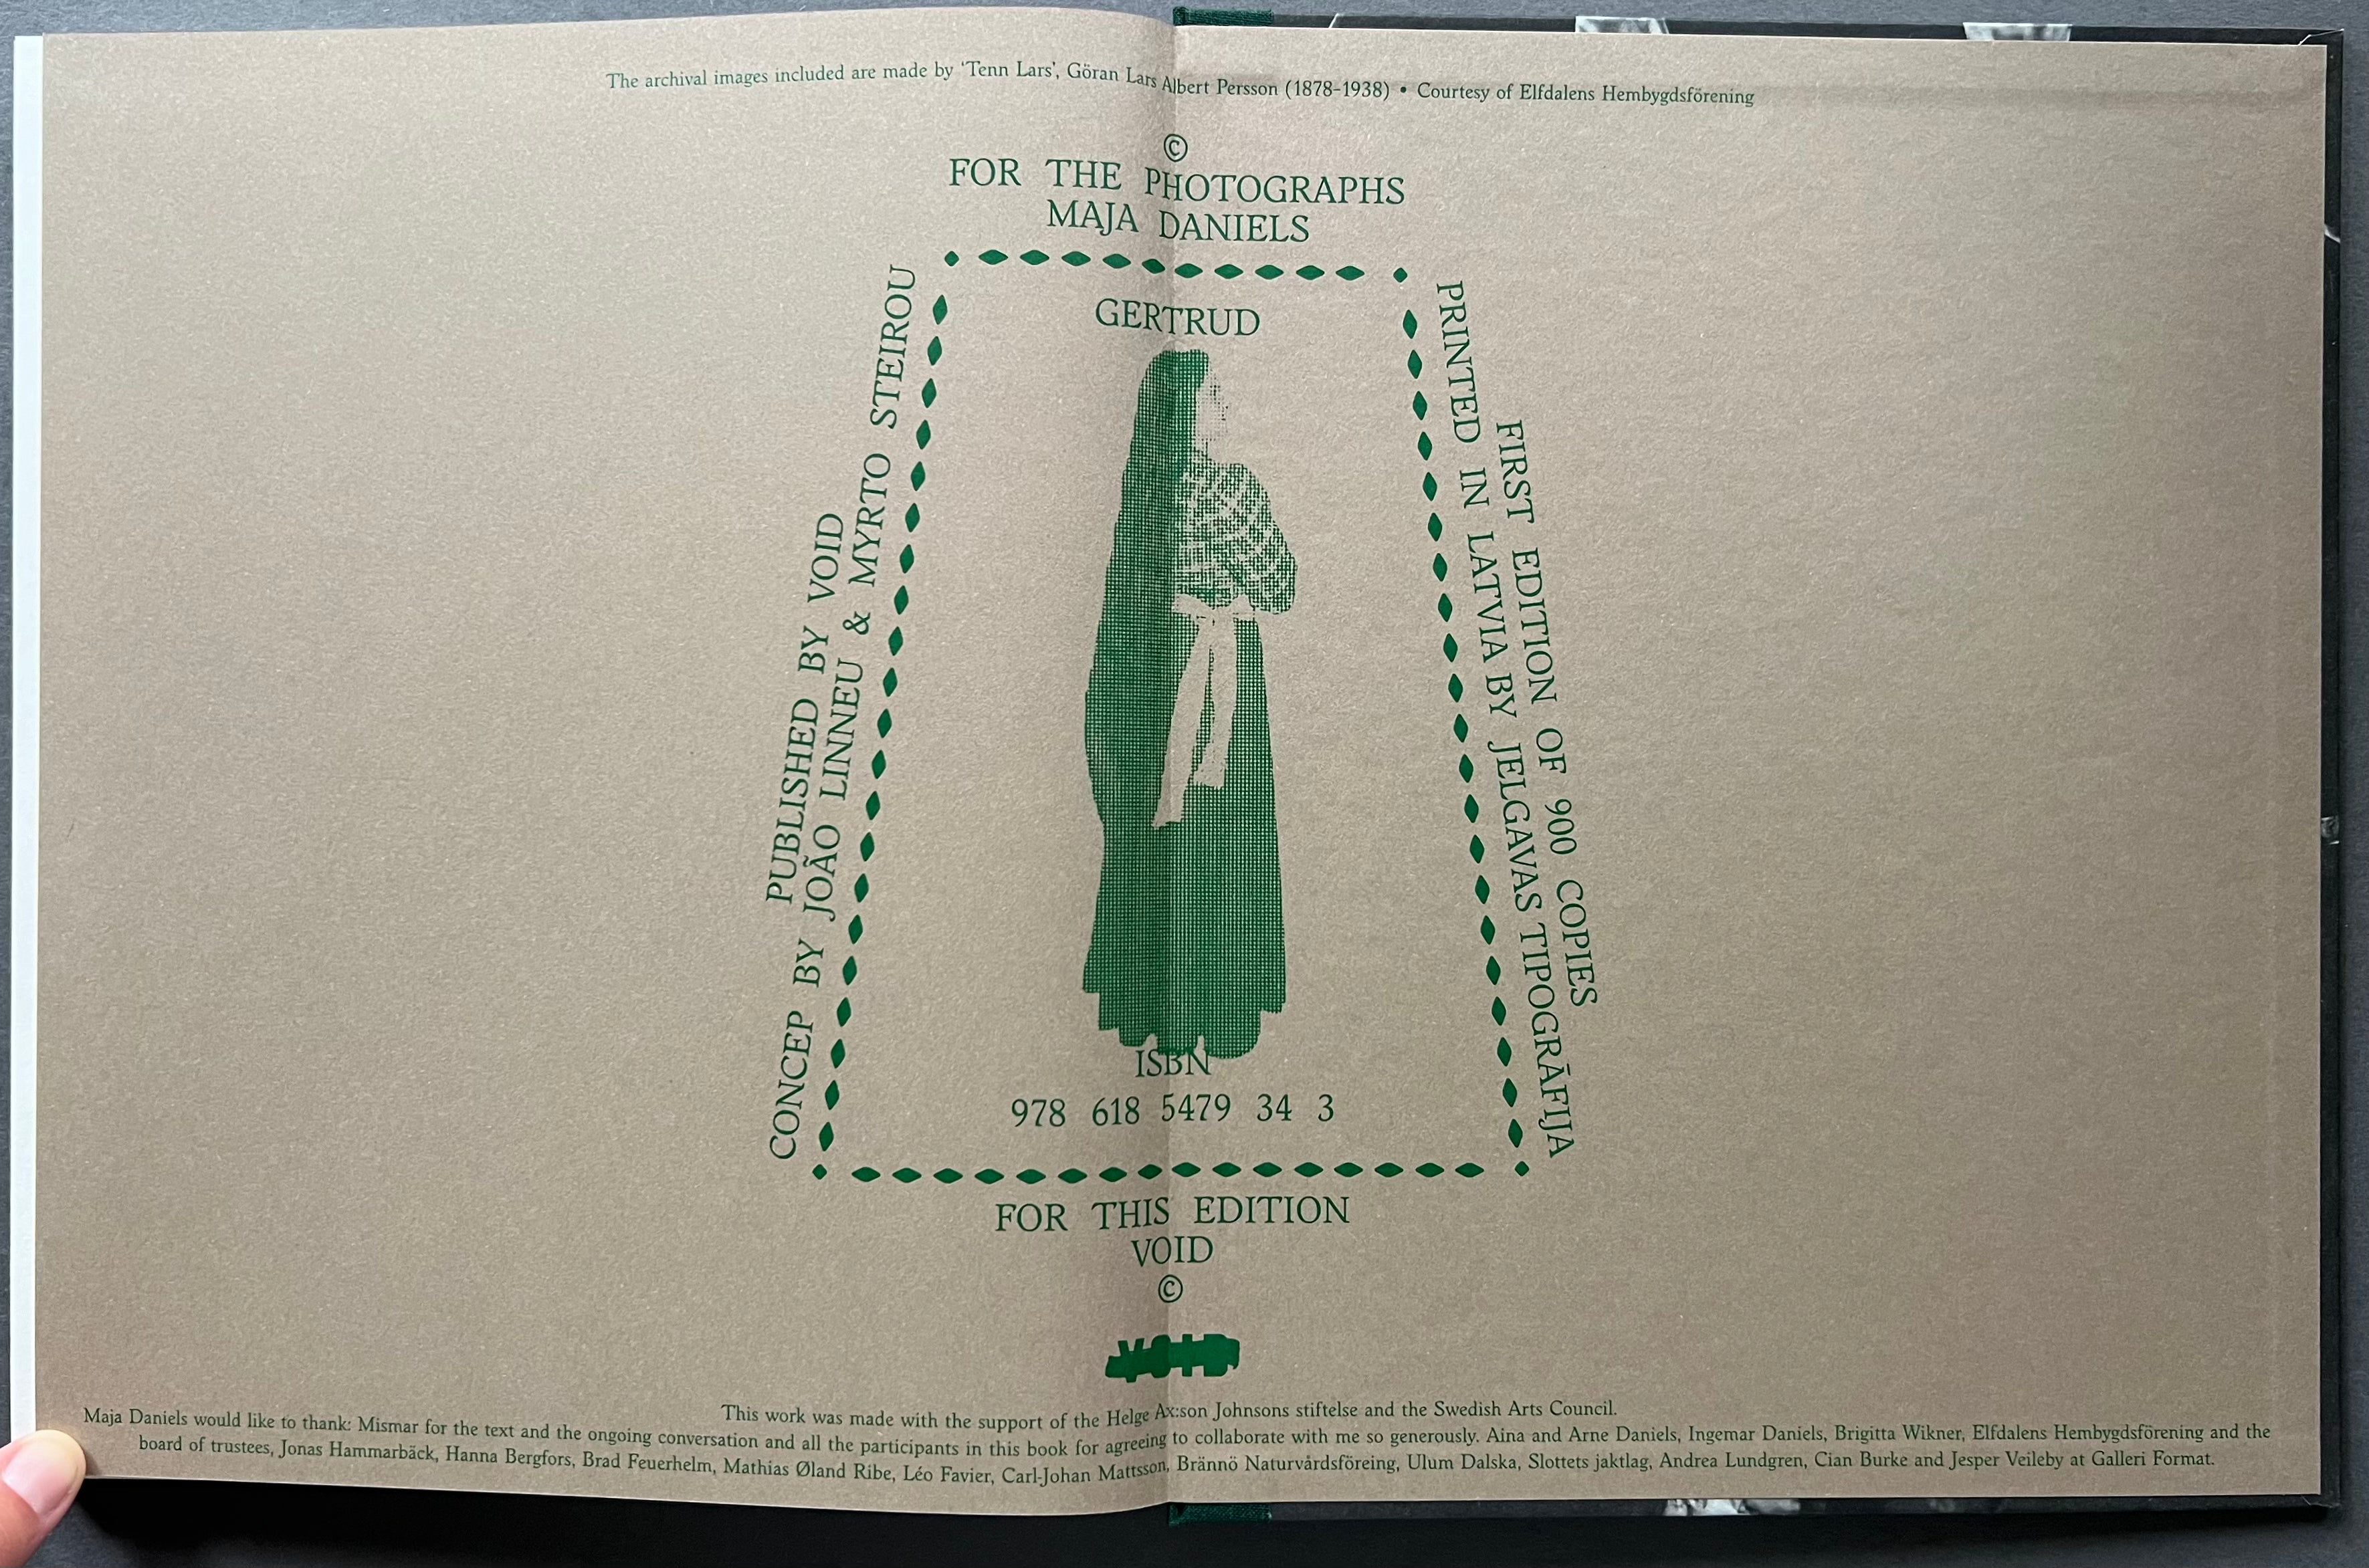 The archival images included are made by ‘Tenn Lars’, Göran Lars Albert Persson (1878-1938) • Courtesy of Elfdalens Hembygdsförening
©
FOR THE PHOTOGRAPHS
MAJA DANIELS
PUBLISHED BY VOID
CONCEP BY JOÃO LINNEU & MYRTO STEIROU
GERTRUD
ISBN
978 618 5479 34 3
FIRST EDITION OF 900 COPIES
PRINTED IN LATVIA BY JELGAVAS TIPOGRĀFIJA
FOR THIS EDITION
VOID
©
VOID
This work was made with the support of the Helge Ax:son Johnsons stiftelse and the Swedish Arts Council.
Maja Daniels would like to thank: Mismar for the text and the ongoing conversation and all the participants in this book for agreeing to collaborate with me so generously. Aina and Arne Daniels, Ingemar Daniels, Brigitta Wikner, Elfdalens Hembygdsförening and the
board of trustees, Jonas Hammarbäck, Hanna Bergfors, Brad Feuerhelm, Mathias Øland Ribe, Léo Favier, Carl-Johan Mattsson, Brännö Naturvårdsföreing, Ulum Dalska, Slottets jaktlag, Andrea Lundgren, Cian Burke and Jesper Veileby at Galleri Format.